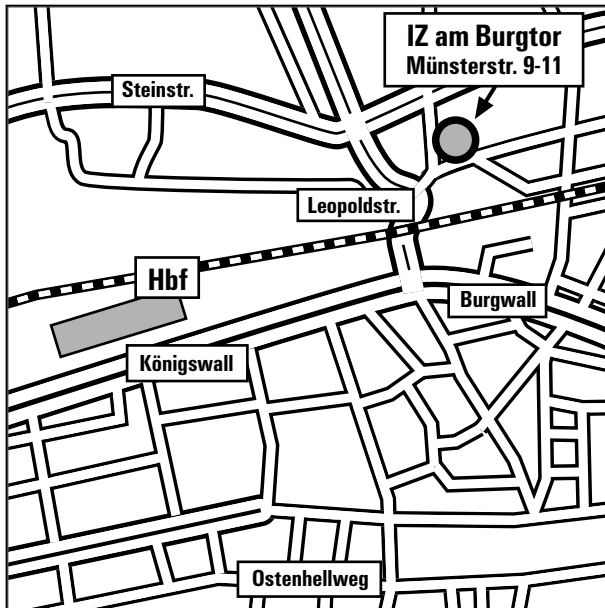 IZ am Burgtor
Münsterstr. 9-11
Steinstr.
Leopoldstr.
Hbf
Burgwall
Königswall
Ostenhellweg